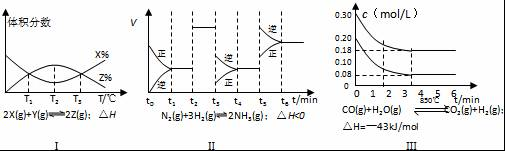 体积分数
X%
Z%
T₁ T₂ T₃ T/℃
2X(g)+Y(g)⇌2Z(g); △H
I
V
正 逆 正 逆 逆 正
t₀ t₁ t₂ t₃ t₄ t₅ t₆ t/min
N₂(g)+3H₂(g)⇌2NH₃(g); △H<0
II
c(mol/L)
0.30
0.20
0.18
0.10
0.08
0 1 2 3 4 5 6 t/min
850℃
CO(g)+H₂O(g)⇌CO₂(g)+H₂(g);
△H=—43kJ/mol
III